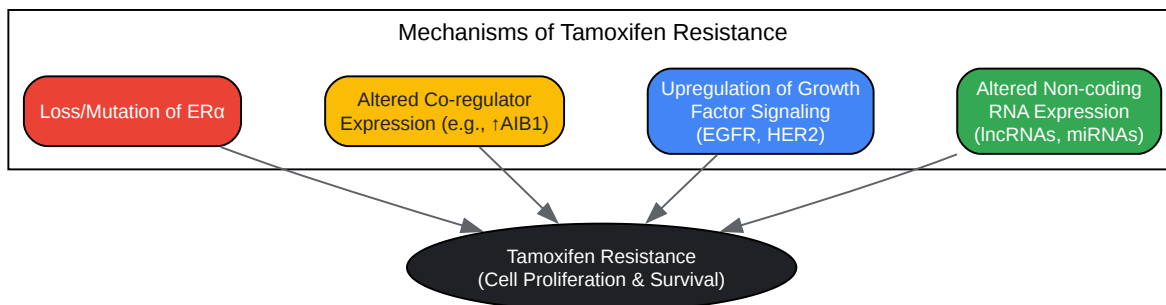 Mechanisms of Tamoxifen Resistance
Loss/Mutation of ERα
Altered Co-regulator
Expression (e.g., ↑AIB1)
Upregulation of Growth
Factor Signaling
(EGFR, HER2)
Altered Non-coding
RNA Expression
(lncRNAs, miRNAs)
Tamoxifen Resistance
(Cell Proliferation & Survival)